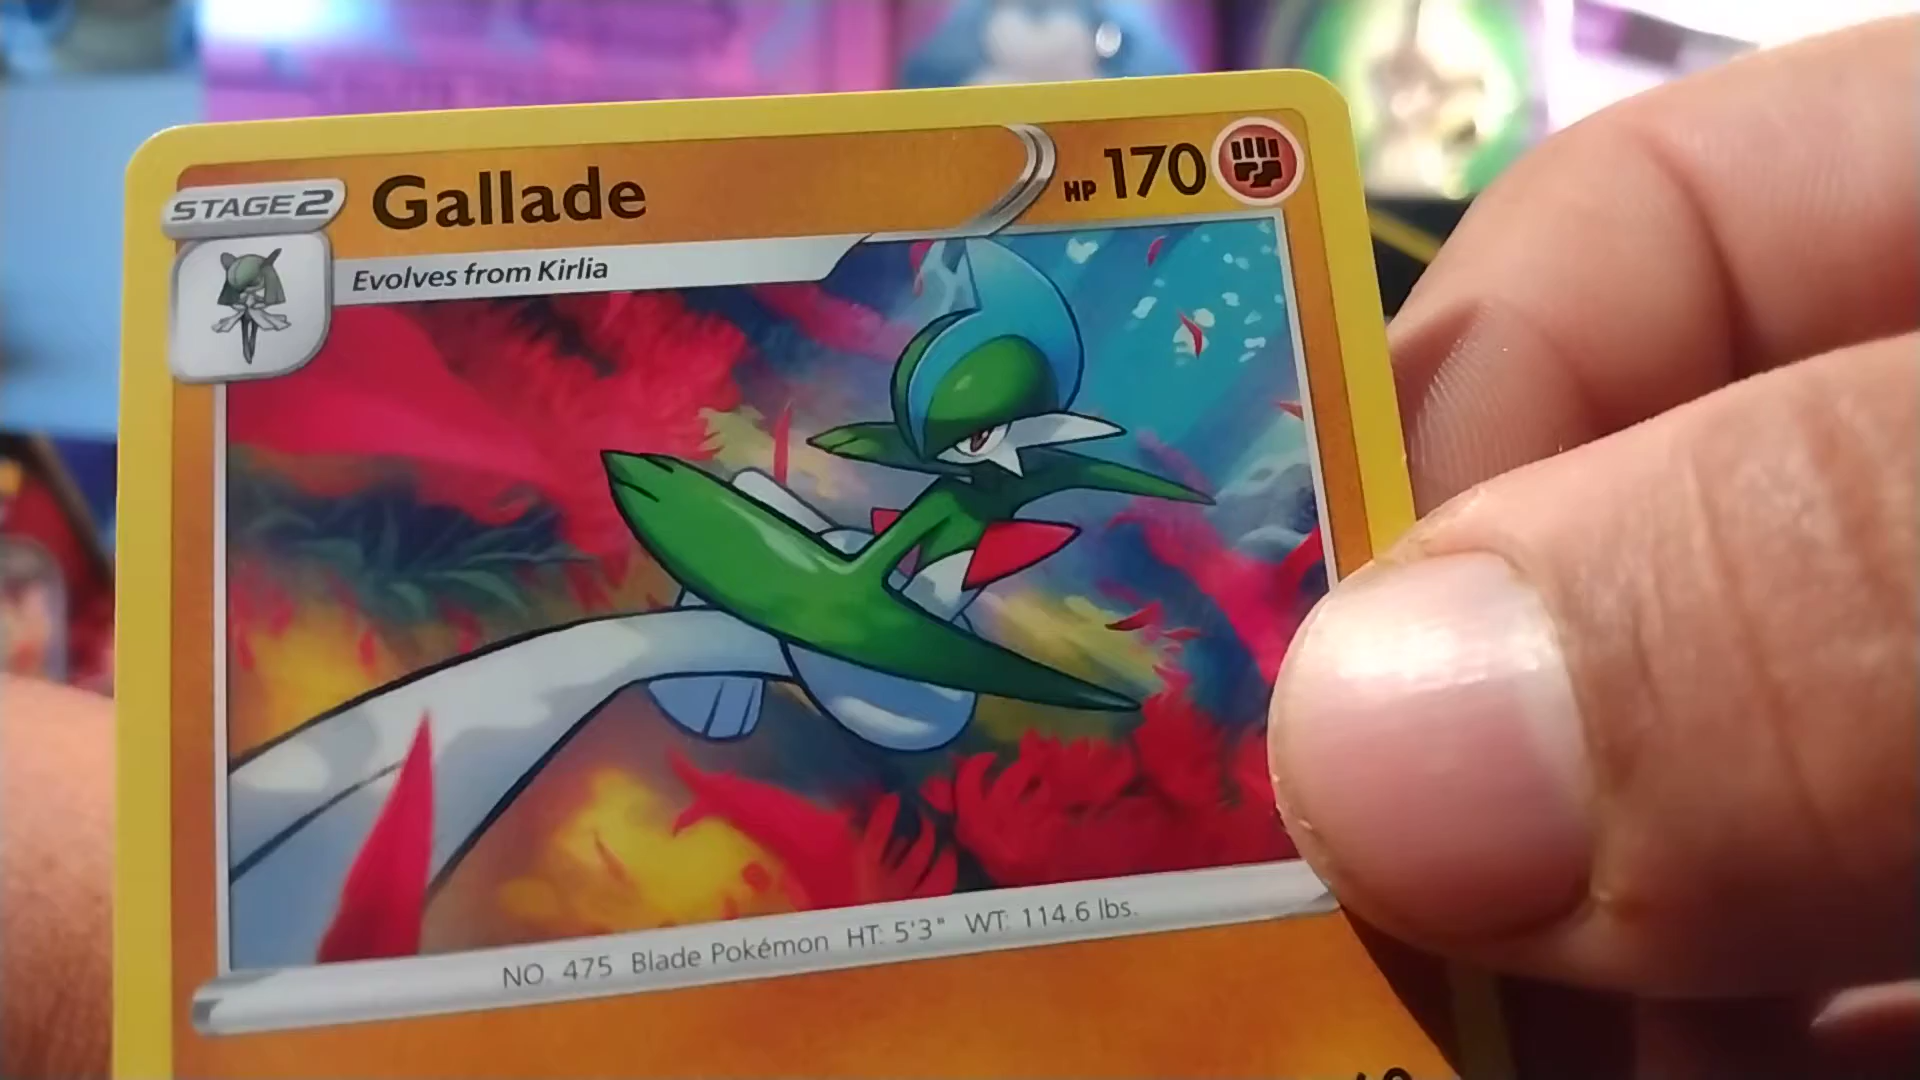 STAGE 2
Gallade
HP 170
Evolves from Kirlia
NO. 475 Blade Pokémon HT: 5'3" WT: 114.6 lbs.